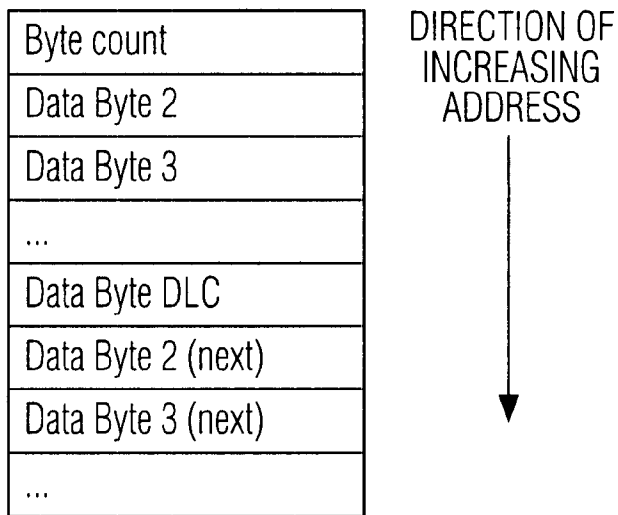 Byte count
Data Byte 2
Data Byte 3
...
Data Byte DLC
Data Byte 2 (next)
Data Byte 3 (next)
...
DIRECTION OF
INCREASING
ADDRESS